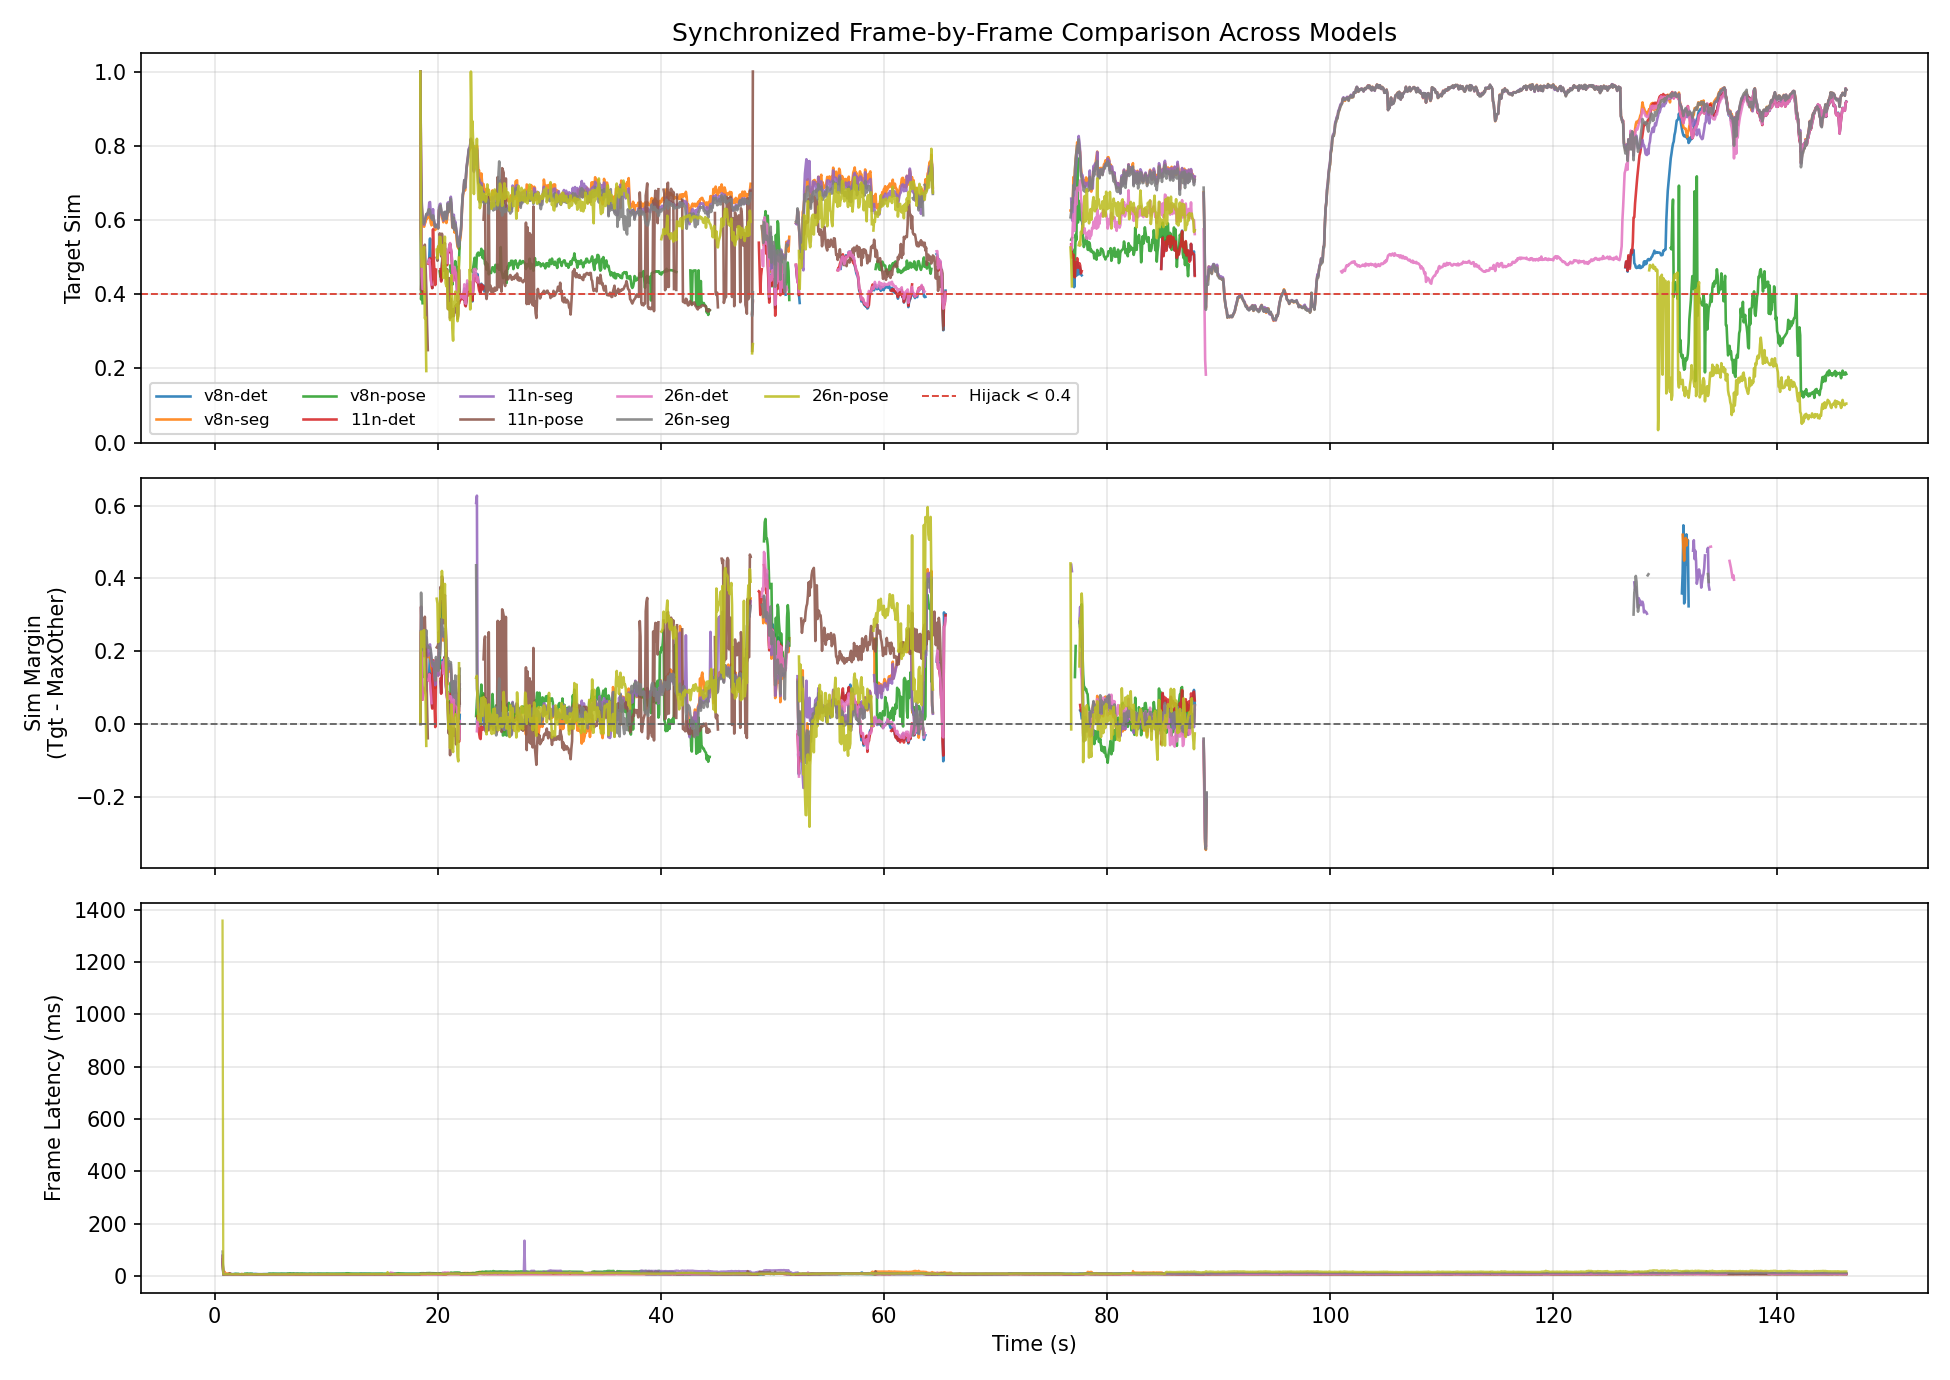 Synchronized Frame-by-Frame Comparison Across Models
Target Sim
1.0
0.8
0.6
0.4
0.2
0.0
v8n-det v8n-pose 11n-seg 26n-det 26n-pose Hijack < 0.4
v8n-seg 11n-det 11n-pose 26n-seg
Sim Margin
(Tgt - MaxOther)
0.6
0.4
0.2
0.0
−0.2
Frame Latency (ms)
1400
1200
1000
800
600
400
200
0
0 20 40 60 80 100 120 140
Time (s)